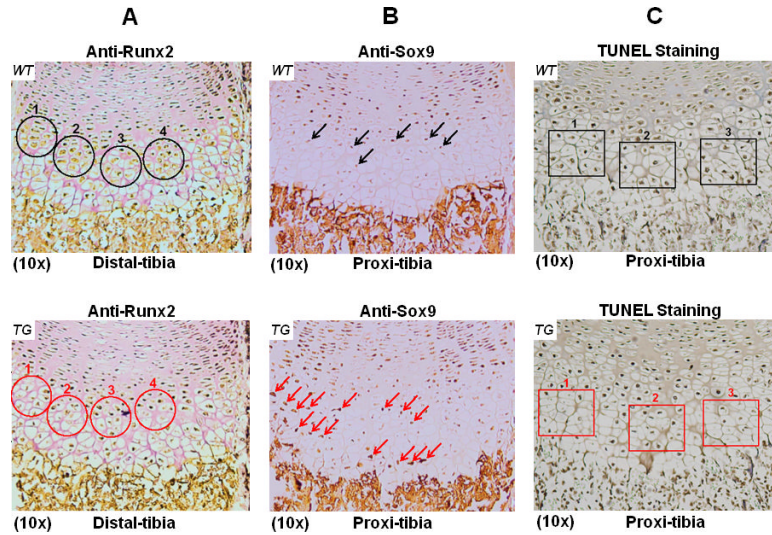 A B C
Anti-Runx2 Anti-Sox9 TUNEL Staining
WT WT WT
1 2 3 4
1 2 3
(10x) Distal-tibia (10x) Proxi-tibia (10x) Proxi-tibia
Anti-Runx2 Anti-Sox9 TUNEL Staining
TG TG TG
1 2 3 4
1 2 3
(10x) Distal-tibia (10x) Proxi-tibia (10x) Proxi-tibia